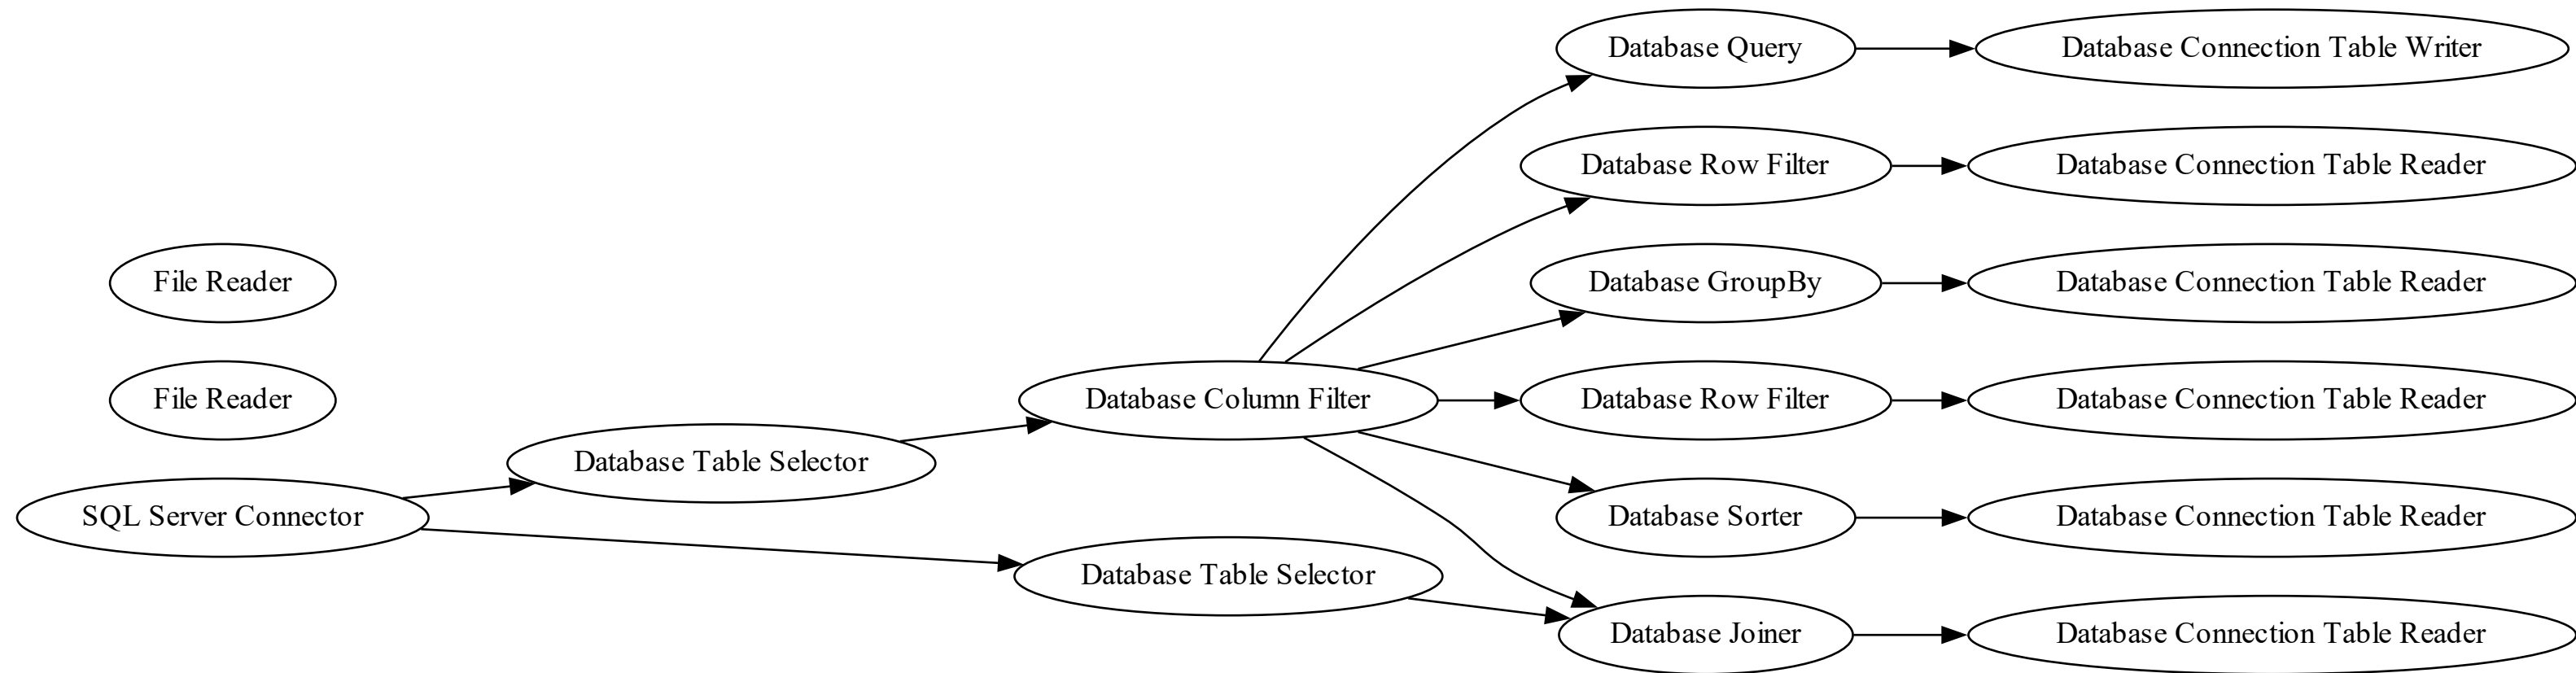 Database Query
Database Connection Table Writer
Database Row Filter
Database Connection Table Reader
File Reader
Database GroupBy
Database Connection Table Reader
File Reader
Database Column Filter
Database Row Filter
Database Connection Table Reader
Database Table Selector
SQL Server Connector
Database Sorter
Database Connection Table Reader
Database Table Selector
Database Joiner
Database Connection Table Reader